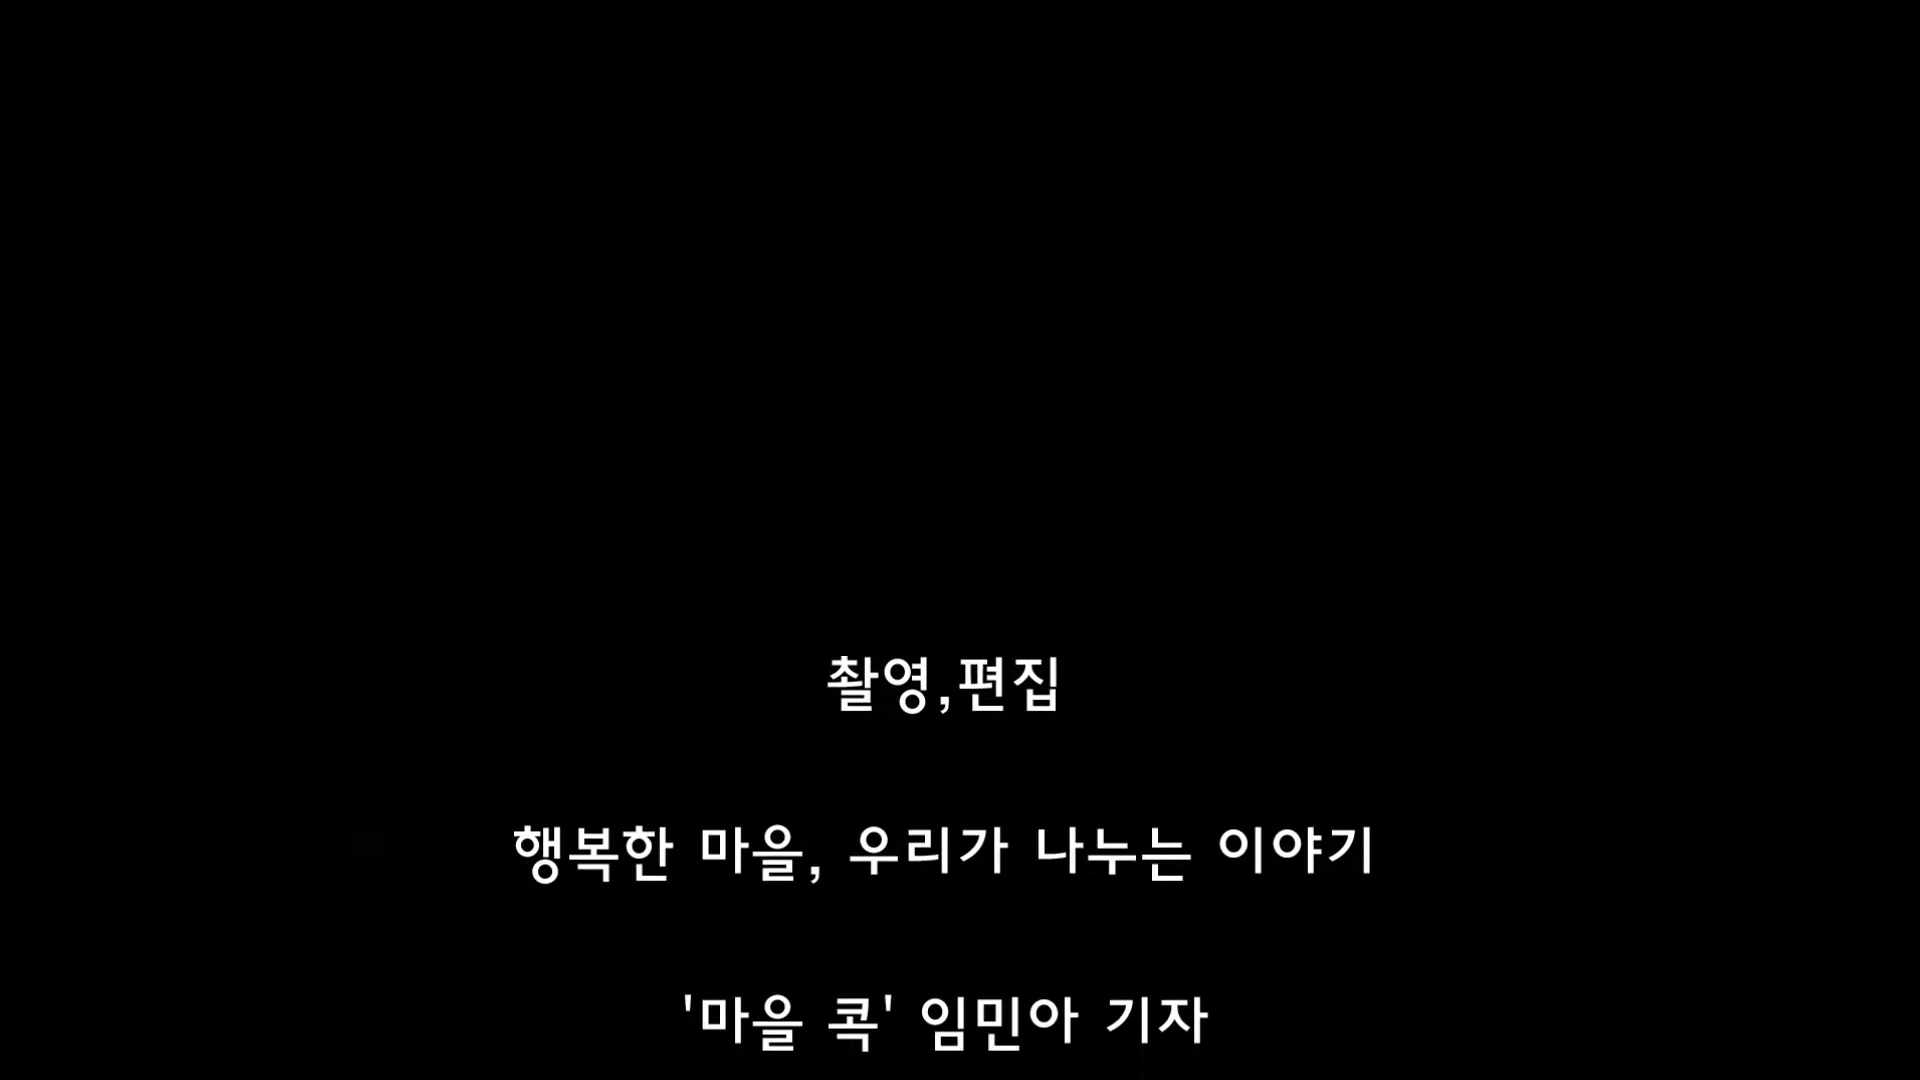 촬영,편집
행복한 마을, 우리가 나누는 이야기
'마을 콕' 임민아 기자